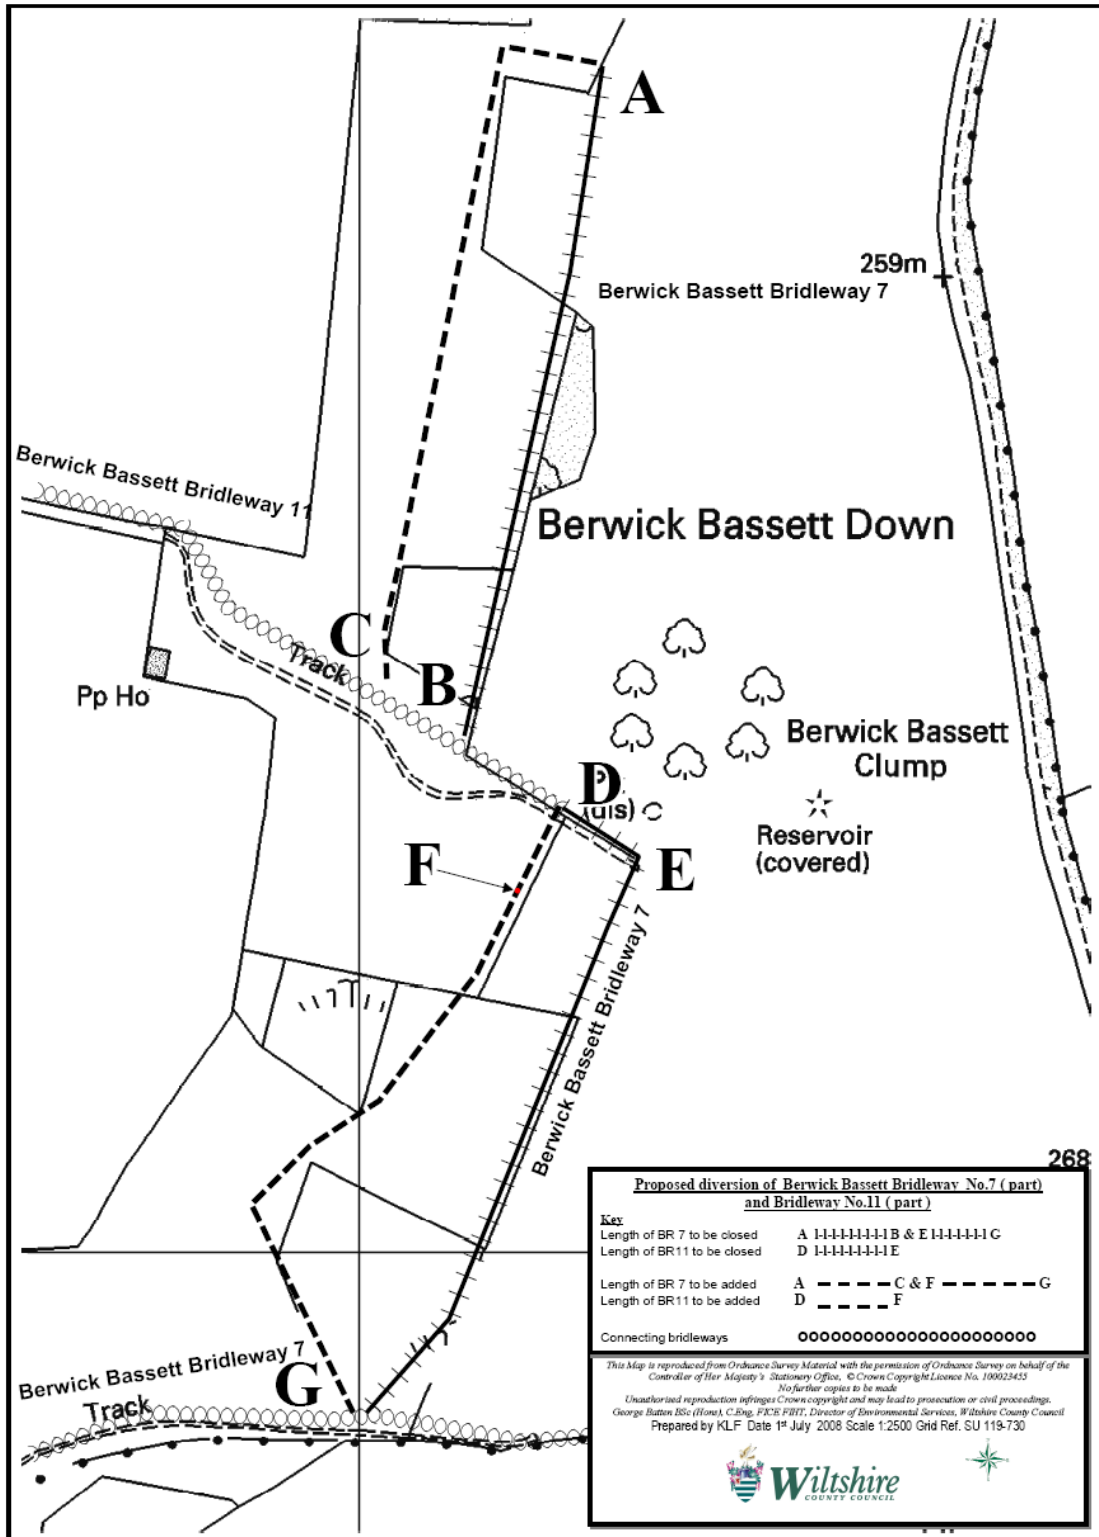 A
259m
Berwick Bassett Bridleway 7
Berwick Bassett Bridleway 11
Berwick Bassett Down
C
Track
B
Pp Ho
Berwick Bassett
Clump
D
(dis)
Reservoir
(covered)
F
E
Berwick Bassett Bridleway 7
268
Berwick Bassett Bridleway 7
Track
G
Proposed diversion of Berwick Bassett Bridleway No.7 ( part)
and Bridleway No.11 ( part )
Key
Length of BR 7 to be closed A I-I-I-I-I-I-I-I-I-I B & E I-I-I-I-I-I-I-I G
Length of BR11 to be closed D I-I-I-I-I-I-I-I-I-I E
Length of BR 7 to be added A – – – – – C & F – – – – – G
Length of BR11 to be added D – – – – F
Connecting bridleways oooooooooooooooooooooo
This Map is reproduced from Ordnance Survey Material with the permission of Ordnance Survey on behalf of the
Controller of Her Majesty's Stationery Office, © Crown Copyright Licence No. 100023455
No further copies to be made
Unauthorised reproduction infringes Crown copyright and may lead to prosecution or civil proceedings.
George Batten BSc (Hons), C.Eng, FICE FIHT, Director of Environmental Services, Wiltshire County Council
Prepared by KLF Date 1st July 2008 Scale 1:2500 Grid Ref. SU 119-730
Wiltshire
COUNTY COUNCIL